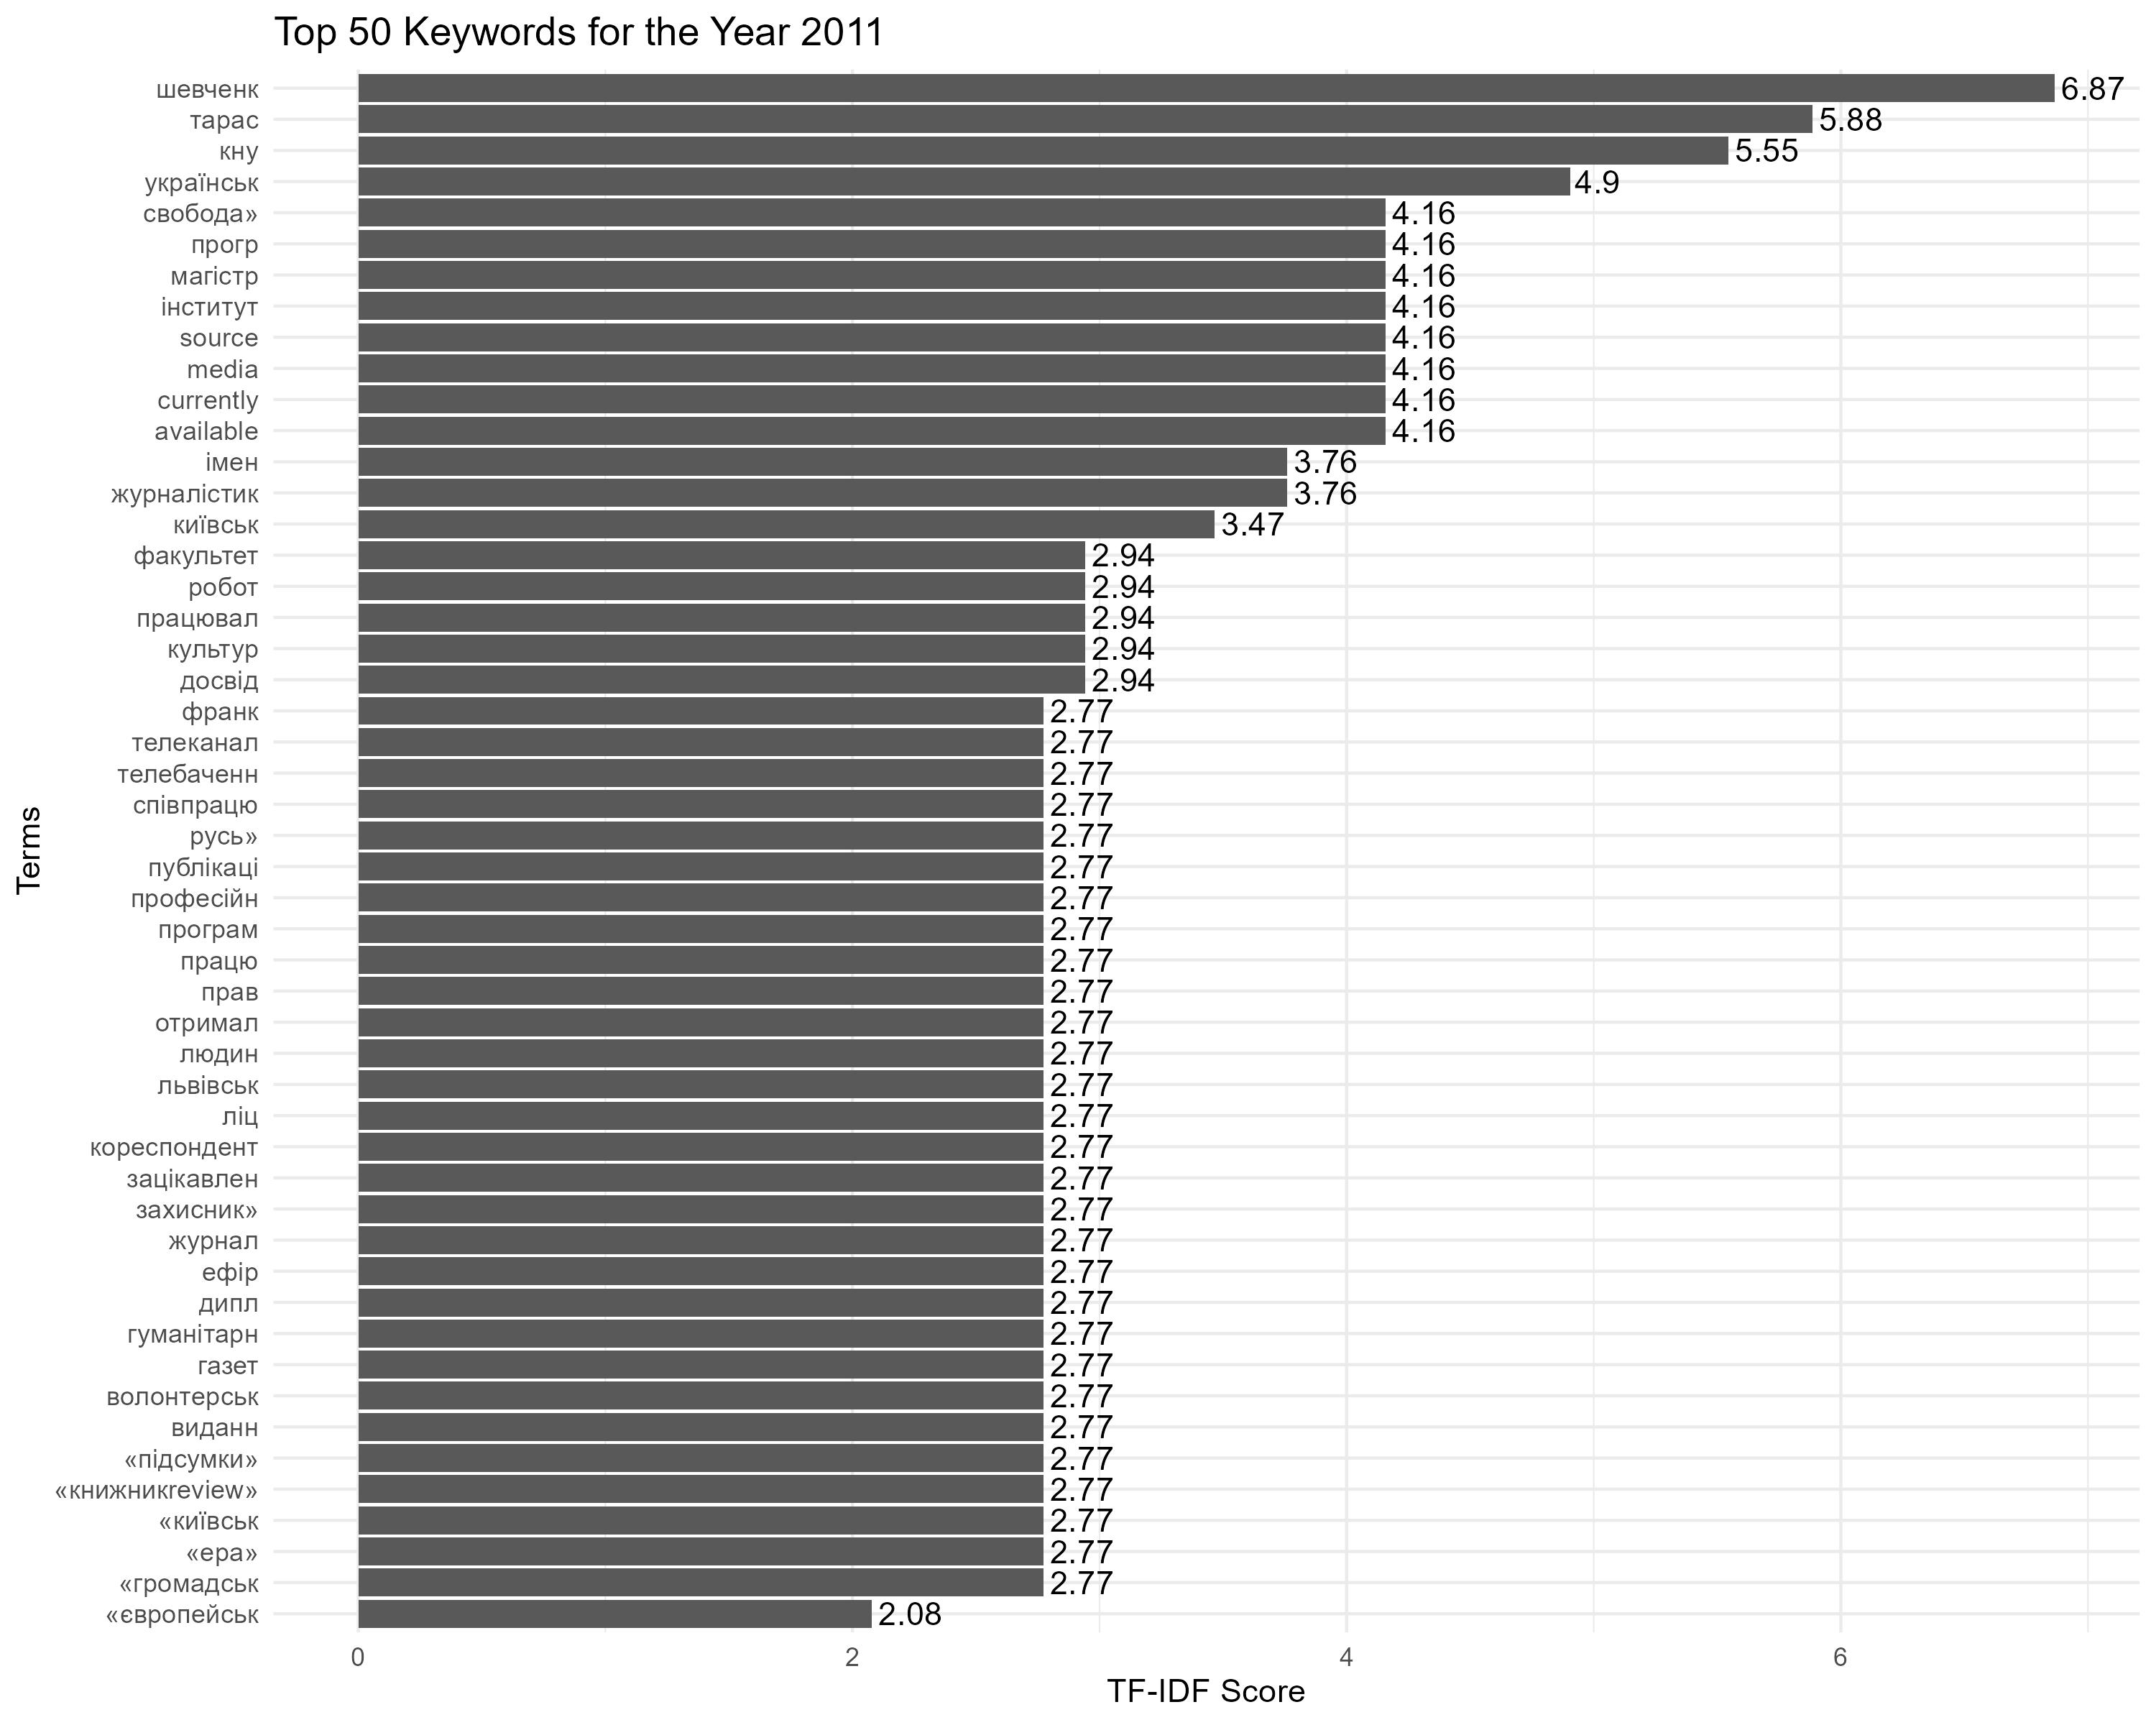 Top 50 Keywords for the Year 2011
шевченк 6.87
тарас 5.88
кну 5.55
українськ 4.9
свобода» 4.16
прогр 4.16
магістр 4.16
інститут 4.16
source 4.16
media 4.16
currently 4.16
available 4.16
імен 3.76
журналістик 3.76
київськ 3.47
факультет 2.94
робот 2.94
працювал 2.94
культур 2.94
досвід 2.94
франк 2.77
телеканал 2.77
телебаченн 2.77
співпрацю 2.77
русь» 2.77
публікаці 2.77
професійн 2.77
програм 2.77
працю 2.77
прав 2.77
отримал 2.77
людин 2.77
львівськ 2.77
ліц 2.77
кореспондент 2.77
зацікавлен 2.77
захисник» 2.77
журнал 2.77
ефір 2.77
дипл 2.77
гуманітарн 2.77
газет 2.77
волонтерськ 2.77
виданн 2.77
«підсумки» 2.77
«книжникreview» 2.77
«київськ 2.77
«ера» 2.77
«громадськ 2.77
«європейськ 2.08
0 2 4 6
TF-IDF Score
Terms